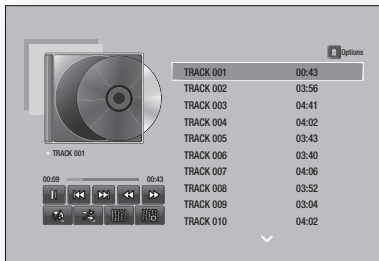 Options
TRACK 001 00:43
TRACK 002 03:56
TRACK 003 04:41
TRACK 004 04:02
TRACK 005 03:43
TRACK 006 03:40
TRACK 007 04:06
TRACK 008 03:52
TRACK 009 03:04
TRACK 010 04:02
TRACK 001
00:09 00:43